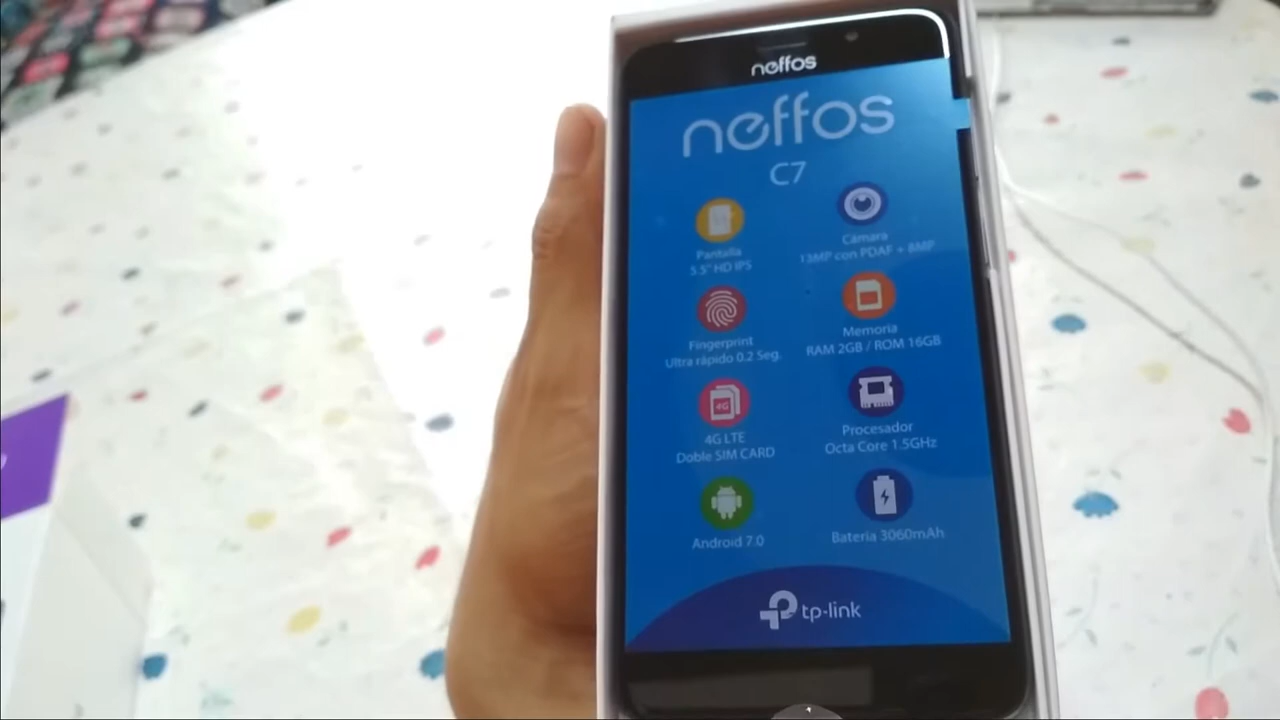 neffos
neffos
C7
Pantalla
5.5" HD IPS
Cámara
13MP con PDAF + 8MP
Fingerprint
Ultra rápido 0.2 Seg.
Memoria
RAM 2GB / ROM 16GB
4G
4G LTE
Doble SIM CARD
Procesador
Octa Core 1.5GHz
Android 7.0
Bateria 3060mAh
tp-link